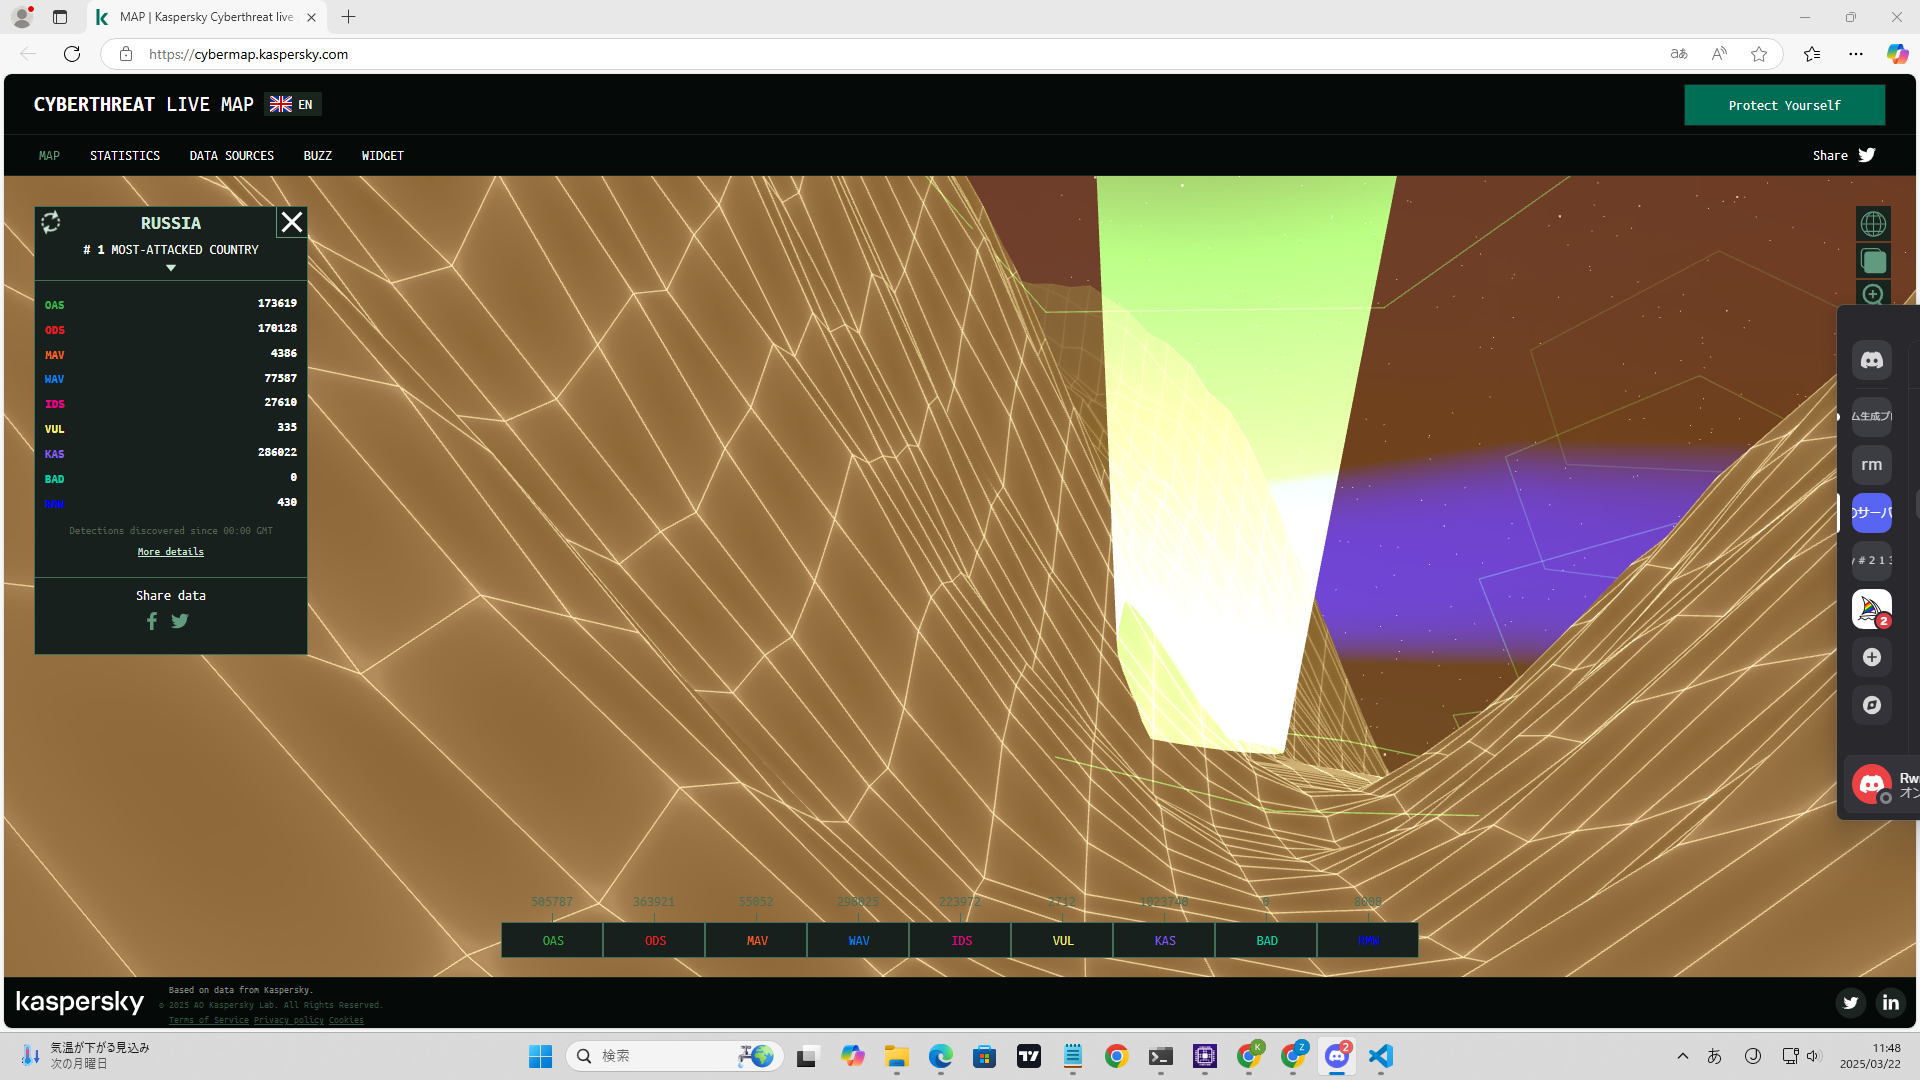 MAP | Kaspersky Cyberthreat live
https://cybermap.kaspersky.com
CYBERTHREAT LIVE MAP EN
Protect Yourself
MAP STATISTICS DATA SOURCES BUZZ WIDGET
Share
RUSSIA
# 1 MOST-ATTACKED COUNTRY
OAS 173619
ODS 170128
MAV 4386
WAV 77587
IDS 27610
VUL 335
KAS 286022
BAD 0
RMW 430
Detections discovered since 00:00 GMT
More details
Share data
ム生成プ
rm
サーバ
# 2 1
2
オン
505787 363921 55052 298025 223972 2712 1023740 0 8008
OAS ODS MAV WAV IDS VUL KAS BAD RMW
kaspersky
Based on data from Kaspersky.
© 2025 AO Kaspersky Lab. All Rights Reserved.
Terms of Service Privacy policy Cookies
気温が下がる見込み
次の月曜日
検索
K
Z
2
あ
11:48
2025/03/22